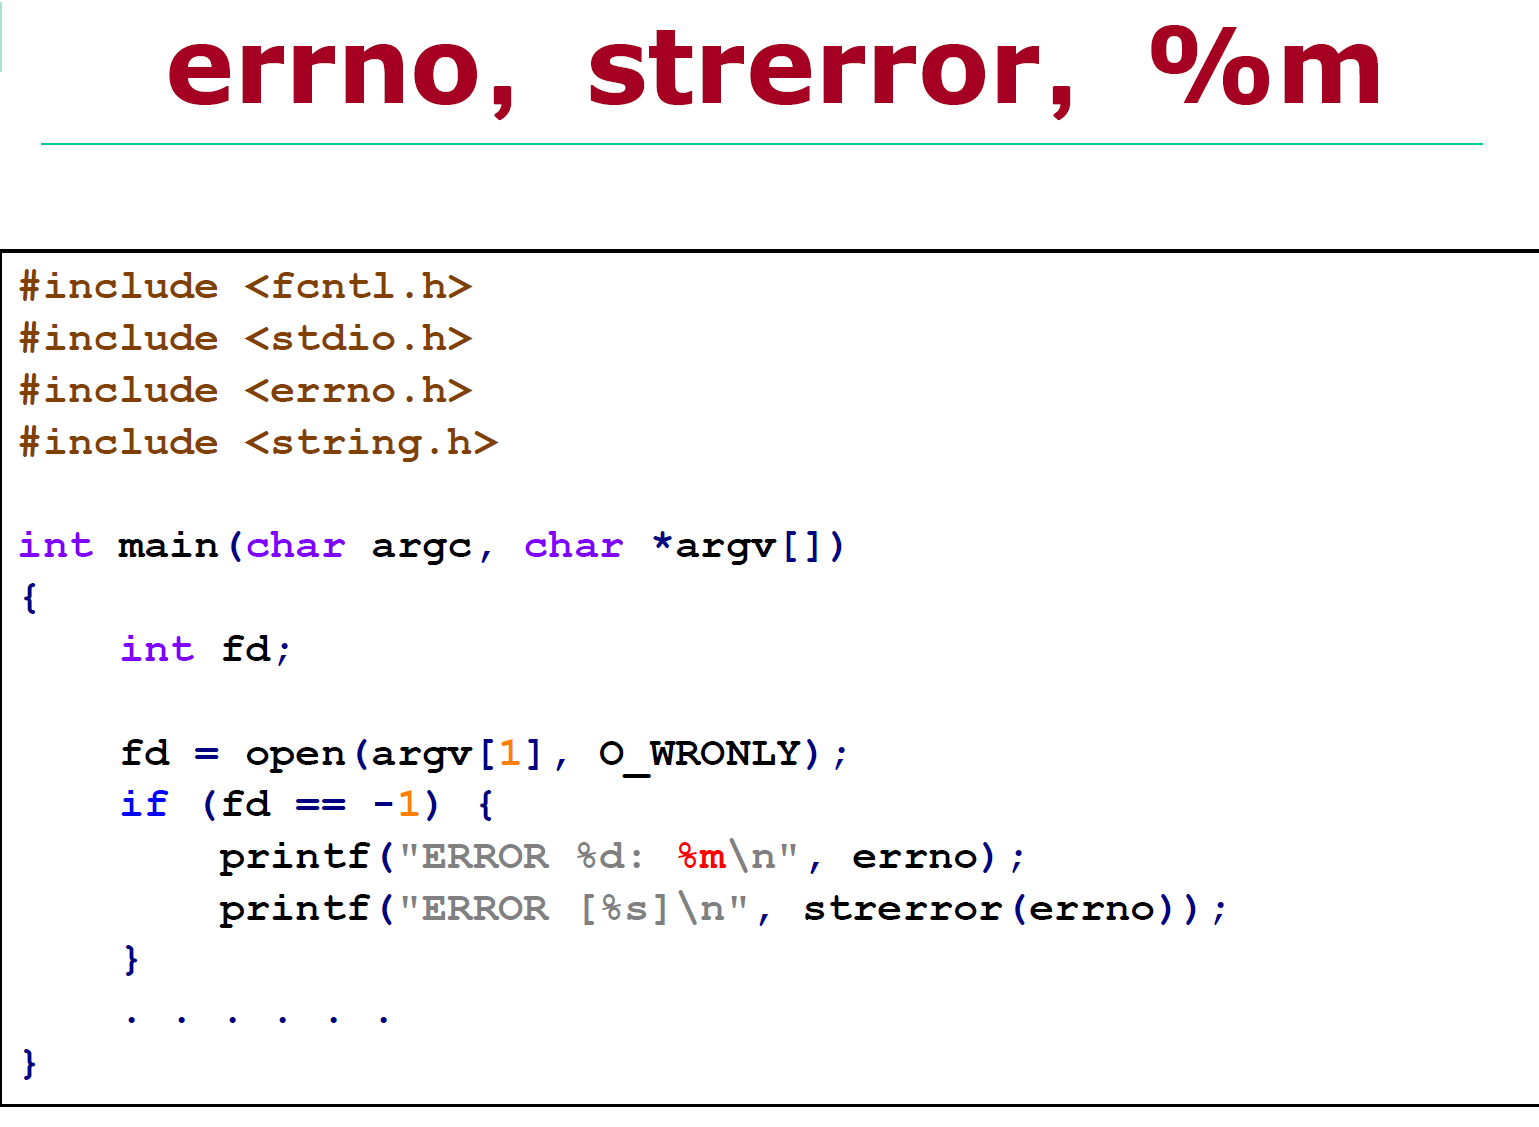 errno, strerror, %m
#include <fcntl.h>
#include <stdio.h>
#include <errno.h>
#include <string.h>
int main(char argc, char *argv[])
{
    int fd;
    fd = open(argv[1], O_WRONLY);
    if (fd == -1) {
        printf("ERROR %d: %m\n", errno);
        printf("ERROR [%s]\n", strerror(errno));
    }
    . . . . . .
}